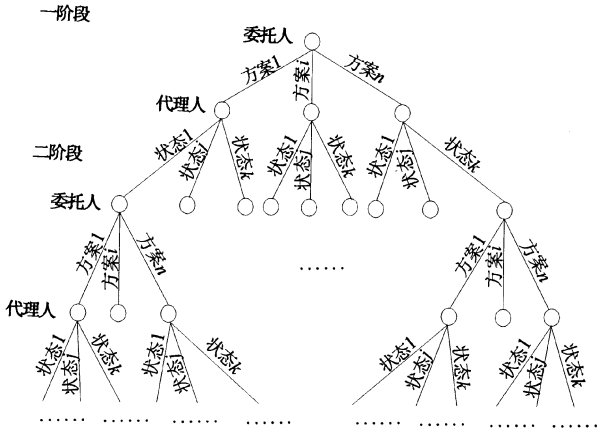 一阶段
委托人
方案1 方案i 方案n
代理人
状态1 状态j 状态k 状态1 状态j 状态k 状态1 状态j 状态k
二阶段
委托人
方案1 方案i 方案n 方案1 方案i 方案n
......
代理人
状态1 状态j 状态k 状态1 状态j 状态k 状态1 状态j 状态k 状态1 状态j 状态k
...... ...... ...... ...... ...... ...... ...... ......